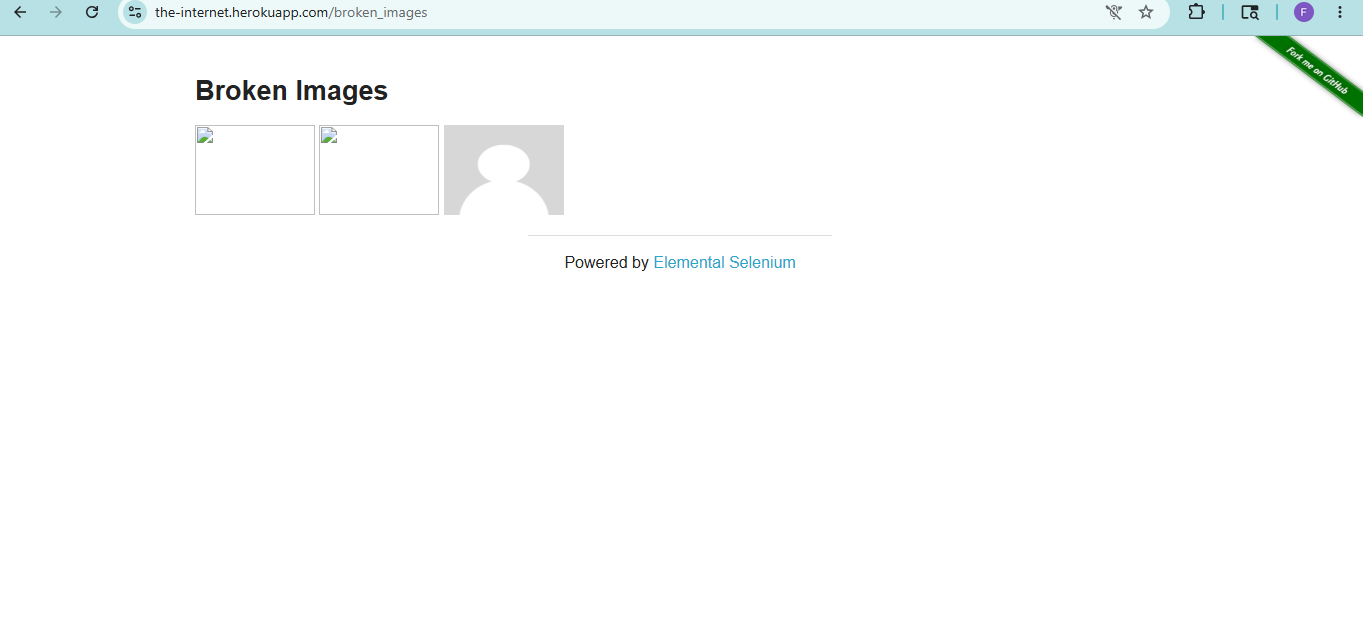 the-internet.herokuapp.com/broken_images
F
Fork me on GitHub
Broken Images
Powered by Elemental Selenium